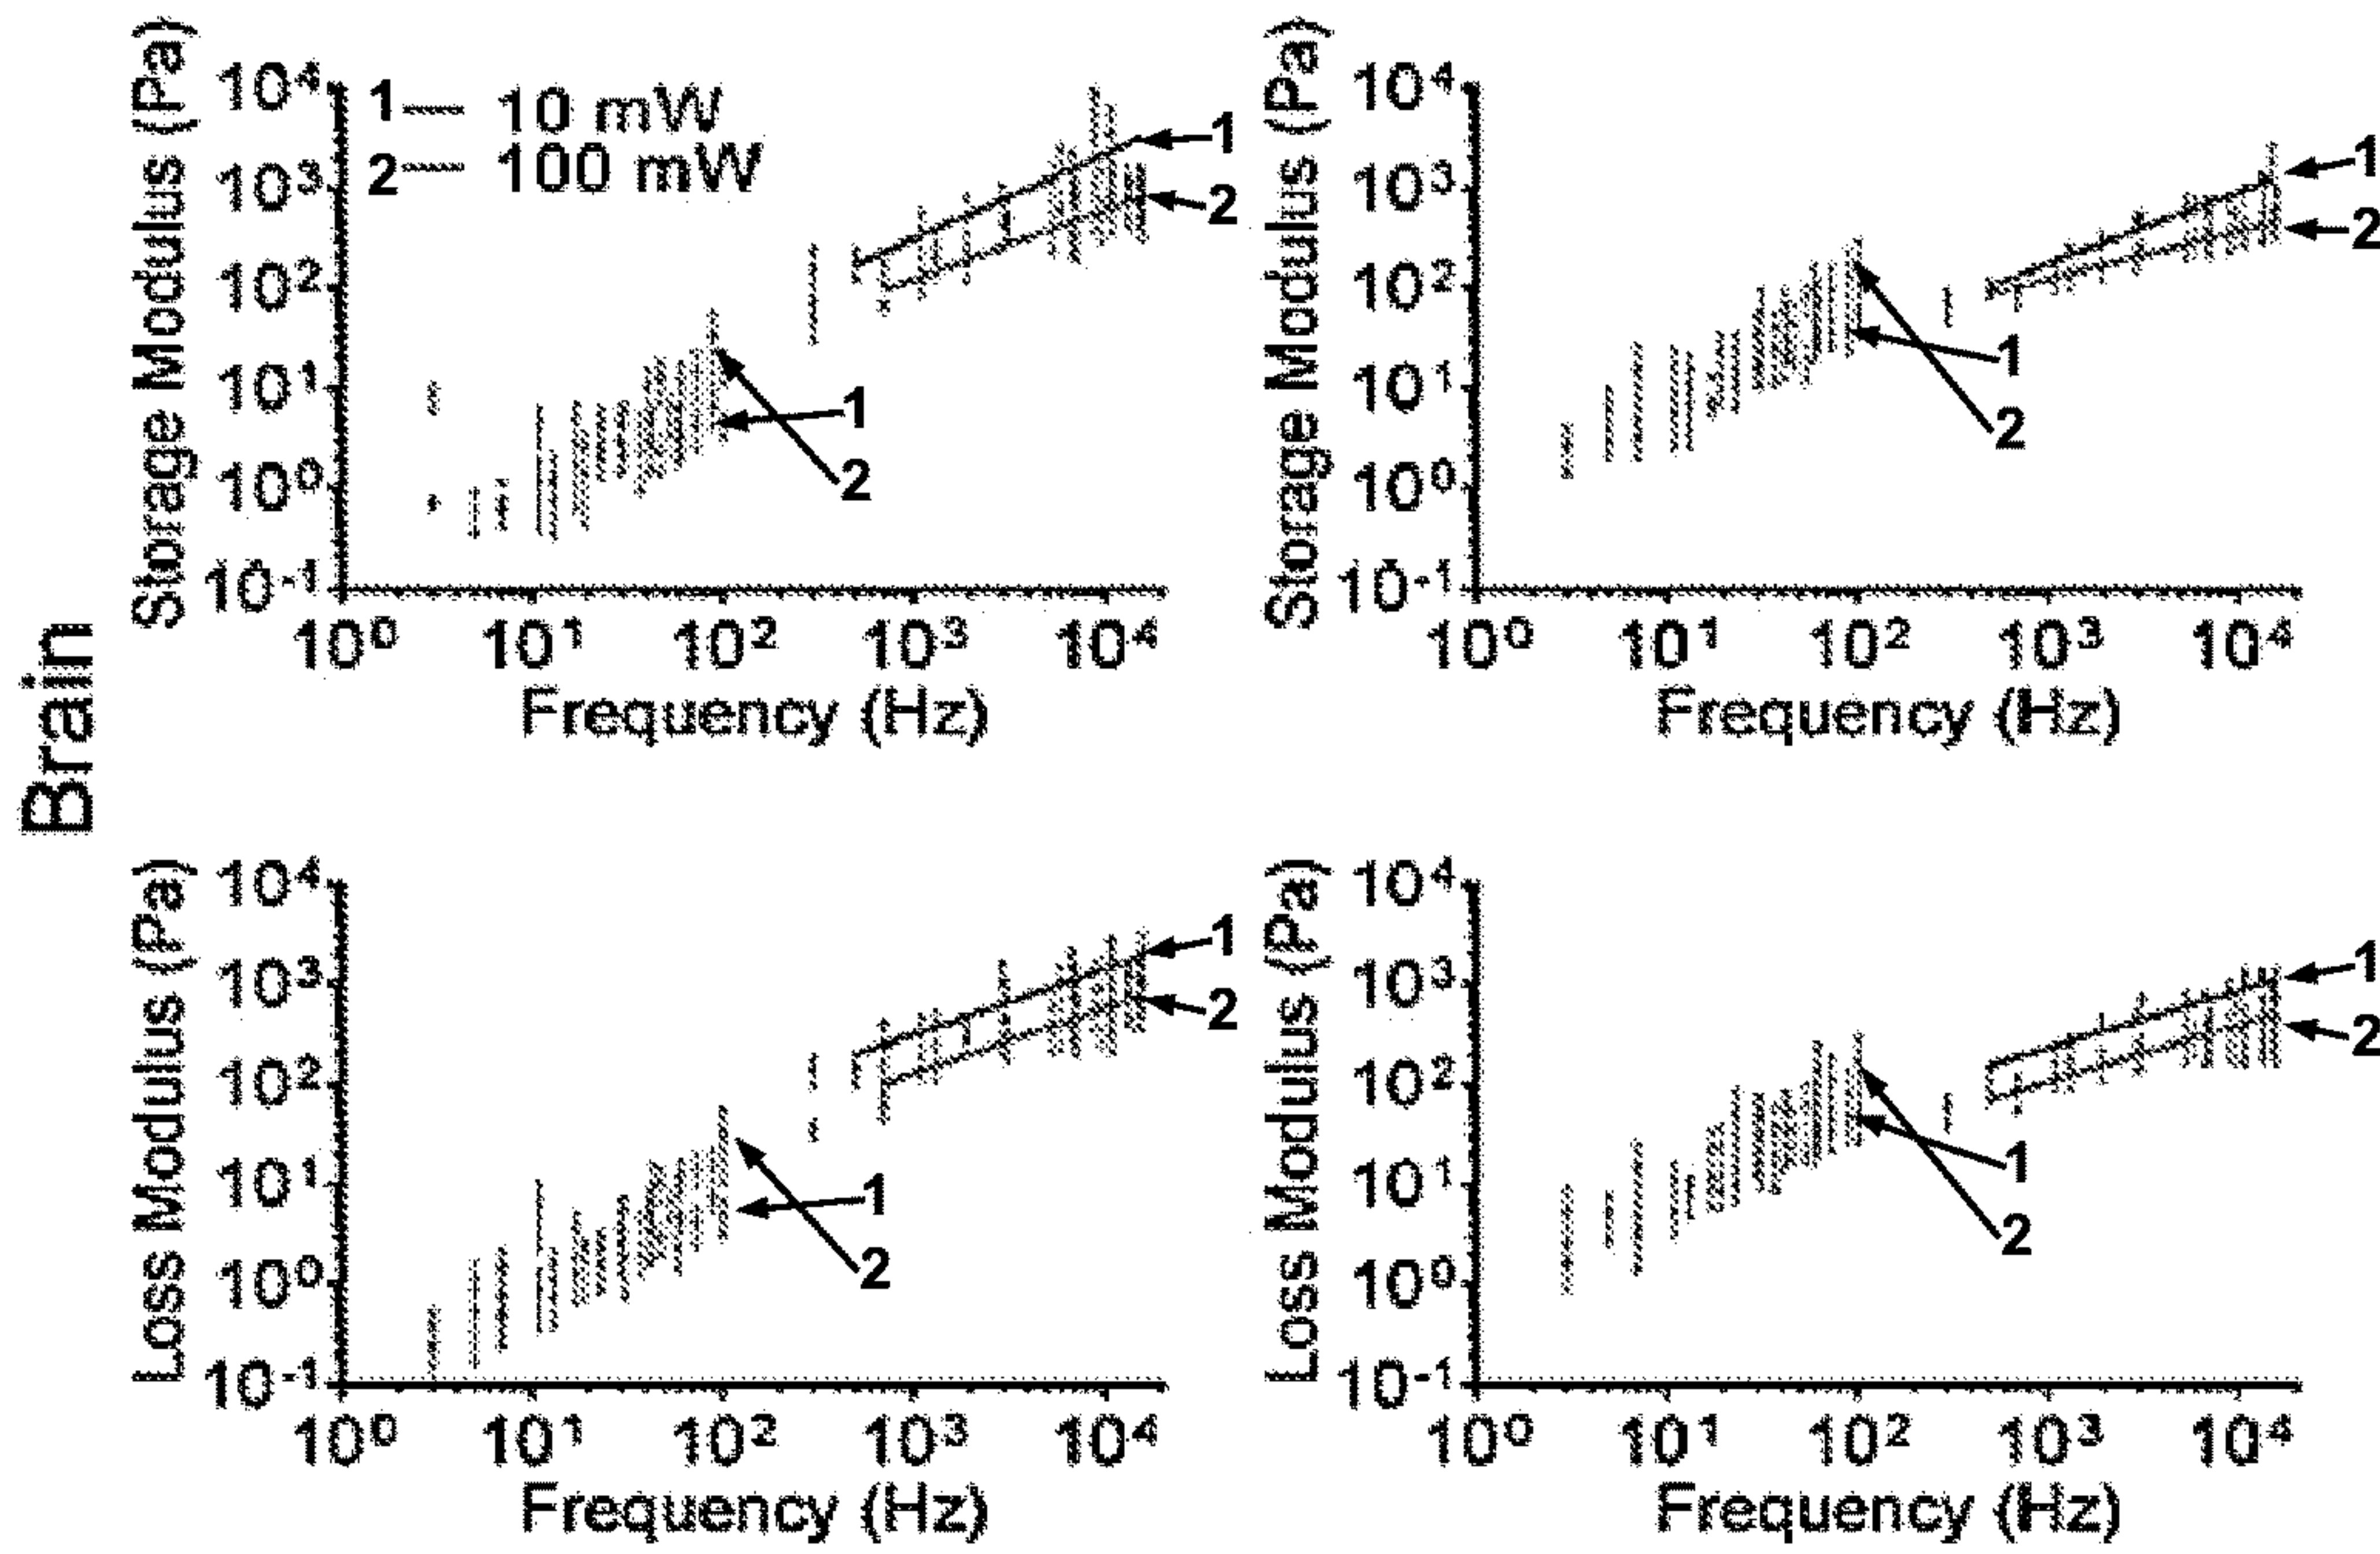 Brain
Storage Modulus (Pa)
10⁴
10³
10²
10¹
10⁰
10⁻¹
1 10 mW
2 100 mW
1
2
1
2
10⁰ 10¹ 10² 10³ 10⁴
Frequency (Hz)
Storage Modulus (Pa)
10⁴
10³
10²
10¹
10⁰
10⁻¹
1
2
1
2
10⁰ 10¹ 10² 10³ 10⁴
Frequency (Hz)
Loss Modulus (Pa)
10⁴
10³
10²
10¹
10⁰
10⁻¹
1
2
1
2
10⁰ 10¹ 10² 10³ 10⁴
Frequency (Hz)
Loss Modulus (Pa)
10⁴
10³
10²
10¹
10⁰
10⁻¹
1
2
1
2
10⁰ 10¹ 10² 10³ 10⁴
Frequency (Hz)